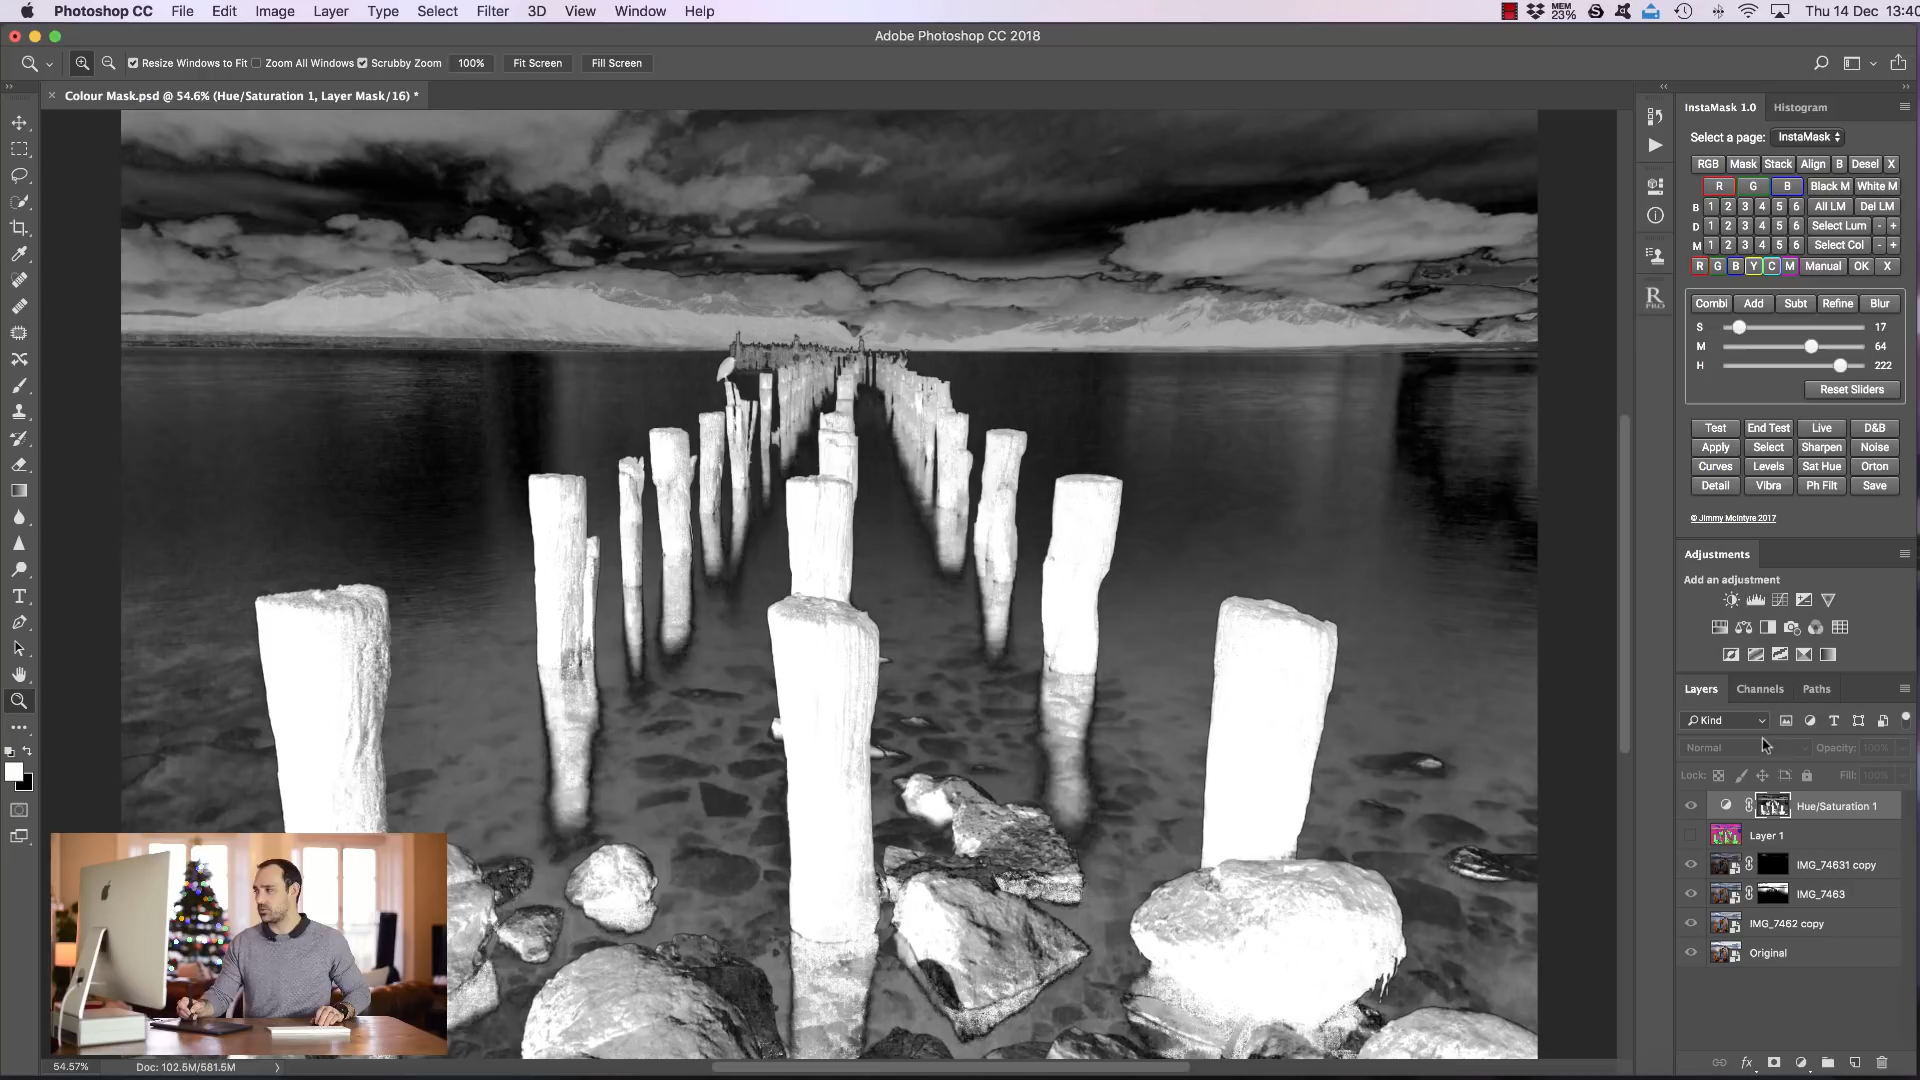 Photoshop CC File Edit Image Layer Type Select Filter 3D View Window Help MEM 23% Thu 14 Dec 13:40
Adobe Photoshop CC 2018
Resize Windows to Fit Zoom All Windows Scrubby Zoom 100% Fit Screen Fill Screen
Colour Mask.psd @ 54.6% (Hue/Saturation 1, Layer Mask/16) *
InstaMask 1.0 Histogram
Select a page: InstaMask
RGB Mask Stack Align B Desel X
R G B Black M White M
B 1 2 3 4 5 6 All LM Del LM
D 1 2 3 4 5 6 Select Lum - +
M 1 2 3 4 5 6 Select Col - +
R G B Y C M Manual OK X
Combi Add Subt Refine Blur
S 17
M 64
H 222
Reset Sliders
Test End Test Live D&B
Apply Select Sharpen Noise
Curves Levels Sat Hue Orton
Detail Vibra Ph Filt Save
© Jimmy McIntyre 2017
R PRO
Adjustments
Add an adjustment
Layers Channels Paths
Kind
Normal Opacity: 100%
Lock: Fill: 100%
Hue/Saturation 1
Layer 1
IMG_74631 copy
IMG_7463
IMG_7462 copy
Original
54.57% Doc: 102.5M/581.5M